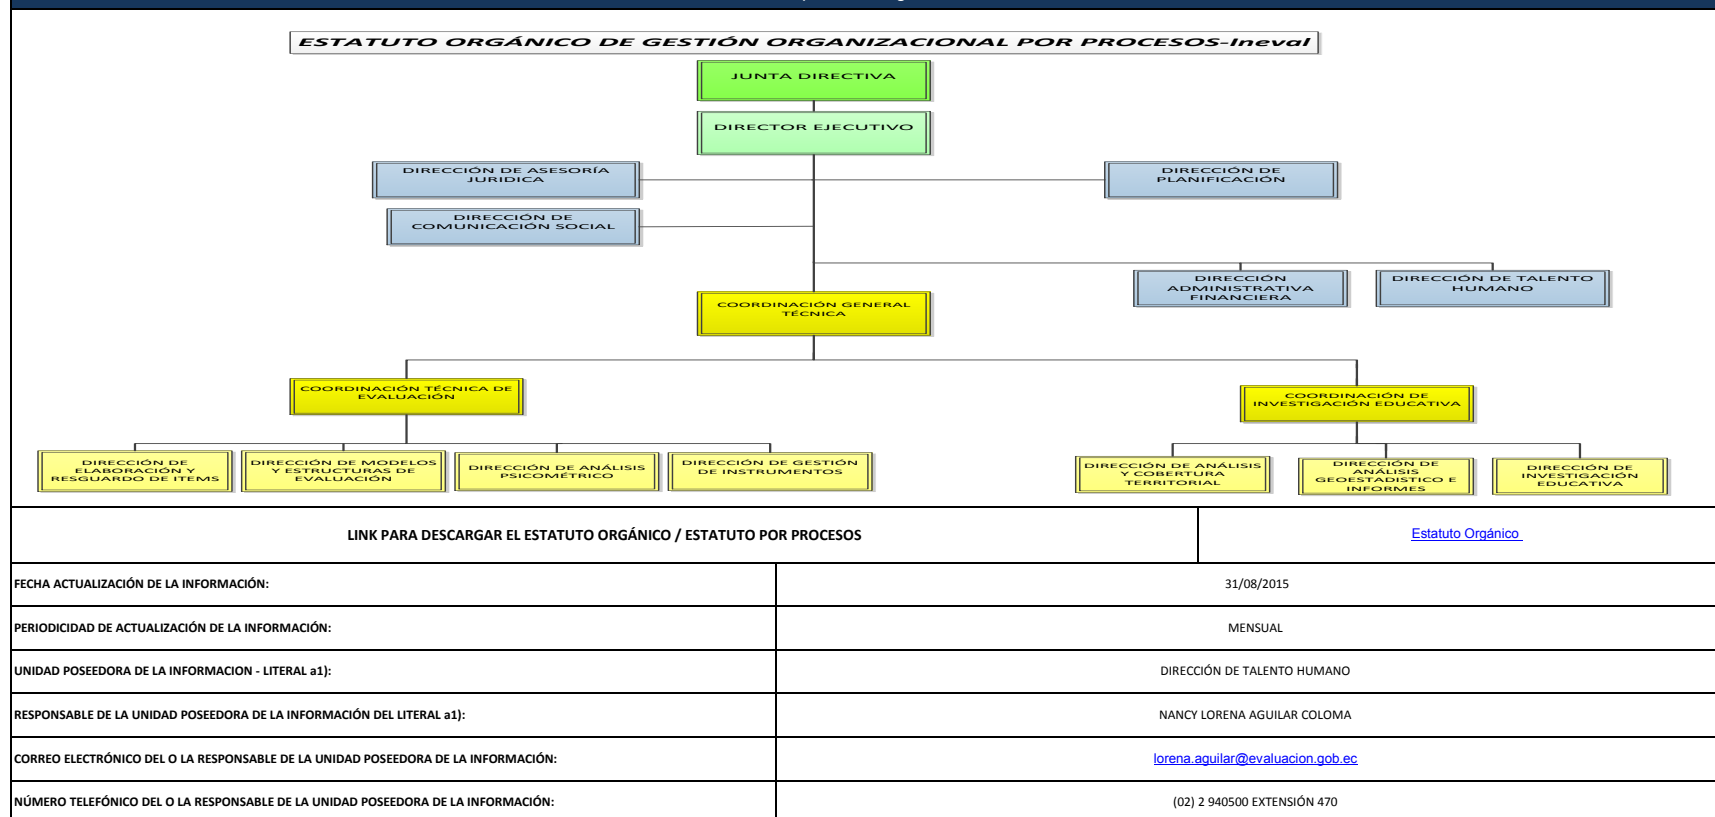 ESTATUTO ORGÁNICO DE GESTIÓN ORGANIZACIONAL POR PROCESOS-Ineval
JUNTA DIRECTIVA
DIRECTOR EJECUTIVO
DIRECCIÓN DE ASESORÍA
JURIDICA
DIRECCIÓN DE
PLANIFICACIÓN
DIRECCIÓN DE
COMUNICACIÓN SOCIAL
DIRECCIÓN
ADMINISTRATIVA
FINANCIERA
DIRECCIÓN DE TALENTO
HUMANO
COORDINACIÓN GENERAL
TÉCNICA
COORDINACIÓN TÉCNICA DE
EVALUACIÓN
COORDINACIÓN DE
INVESTIGACIÓN EDUCATIVA
DIRECCIÓN DE
ELABORACIÓN Y
RESGUARDO DE ITEMS
DIRECCIÓN DE MODELOS
Y ESTRUCTURAS DE
EVALUACIÓN
DIRECCIÓN DE ANÁLISIS
PSICOMÉTRICO
DIRECCIÓN DE GESTIÓN
DE INSTRUMENTOS
DIRECCIÓN DE ANÁLISIS
Y COBERTURA
TERRITORIAL
DIRECCIÓN DE
ANÁLISIS
GEOESTADISTICO E
INFORMES
DIRECCIÓN DE
INVESTIGACIÓN
EDUCATIVA
LINK PARA DESCARGAR EL ESTATUTO ORGÁNICO / ESTATUTO POR PROCESOS
Estatuto Orgánico
FECHA ACTUALIZACIÓN DE LA INFORMACIÓN:
31/08/2015
PERIODICIDAD DE ACTUALIZACIÓN DE LA INFORMACIÓN:
MENSUAL
UNIDAD POSEEDORA DE LA INFORMACION - LITERAL a1):
DIRECCIÓN DE TALENTO HUMANO
RESPONSABLE DE LA UNIDAD POSEEDORA DE LA INFORMACIÓN DEL LITERAL a1):
NANCY LORENA AGUILAR COLOMA
CORREO ELECTRÓNICO DEL O LA RESPONSABLE DE LA UNIDAD POSEEDORA DE LA INFORMACIÓN:
lorena.aguilar@evaluacion.gob.ec
NÚMERO TELEFÓNICO DEL O LA RESPONSABLE DE LA UNIDAD POSEEDORA DE LA INFORMACIÓN:
(02) 2 940500 EXTENSIÓN 470